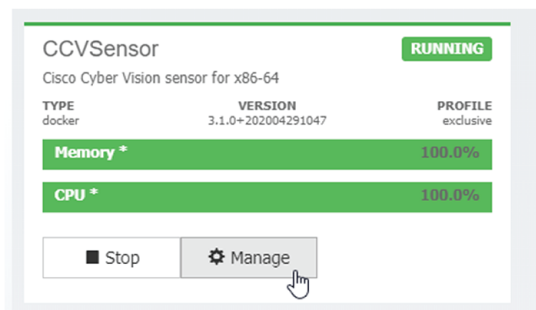 CCVSensor RUNNING
Cisco Cyber Vision sensor for x86-64
TYPE VERSION PROFILE
docker 3.1.0+202004291047 exclusive
Memory * 100.0%
CPU * 100.0%
Stop Manage